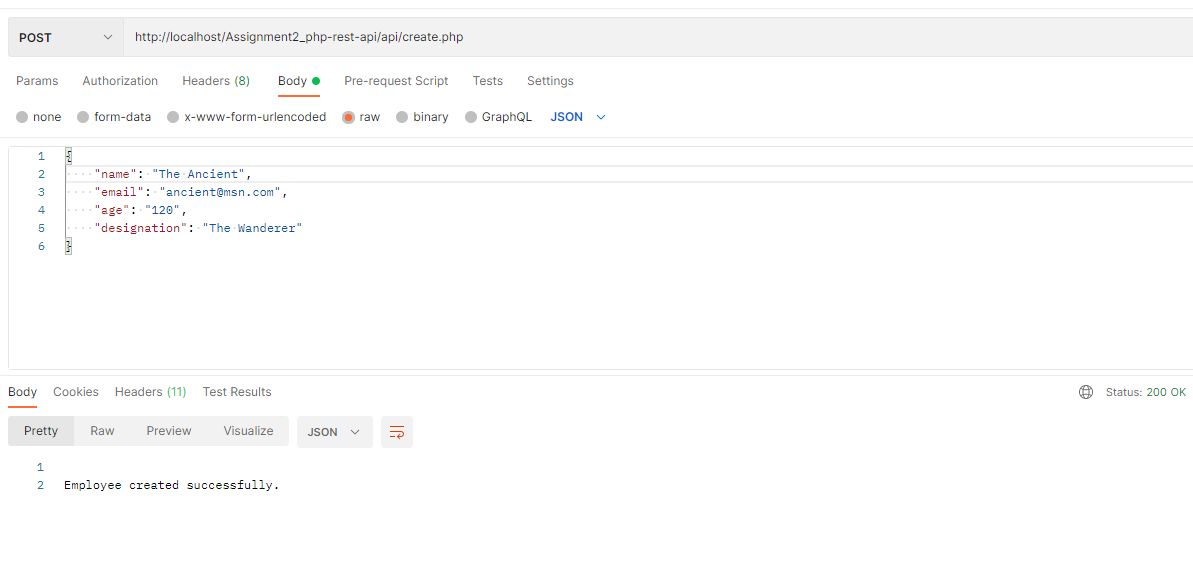 POST http://localhost/Assignment2_php-rest-api/api/create.php
Params Authorization Headers (8) Body Pre-request Script Tests Settings
none form-data x-www-form-urlencoded raw binary GraphQL JSON
1 {
2 "name": "The Ancient",
3 "email": "ancient@msn.com",
4 "age": "120",
5 "designation": "The Wanderer"
6 }
Body Cookies Headers (11) Test Results Status: 200 OK
Pretty Raw Preview Visualize JSON
1
2 Employee created successfully.